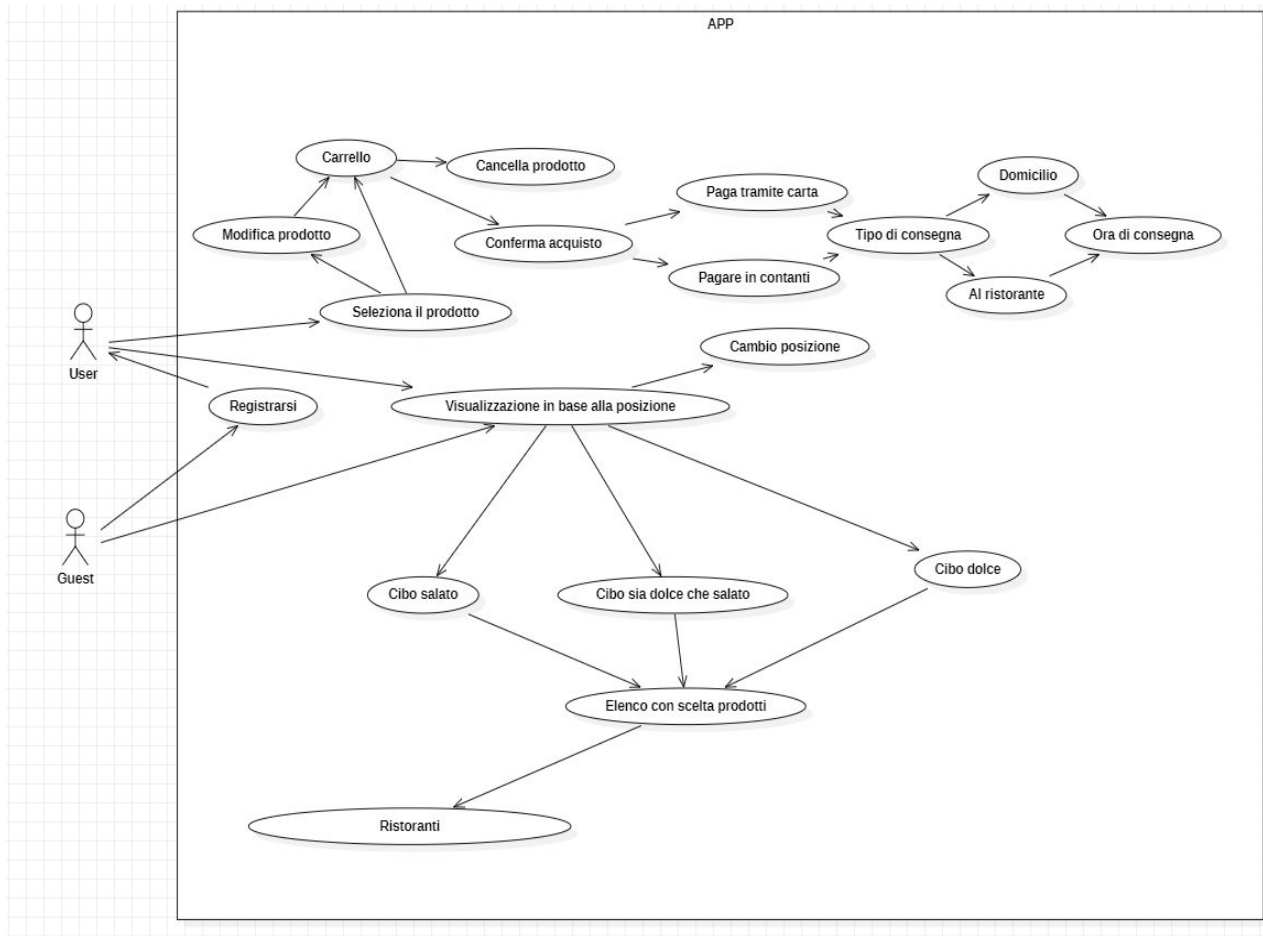 APP
Carrello
Cancella prodotto
Modifica prodotto
Conferma acquisto
Seleziona il prodotto
Paga tramite carta
Pagare in contanti
Tipo di consegna
Domicilio
Al ristorante
Ora di consegna
User
Registrarsi
Cambio posizione
Visualizzazione in base alla posizione
Guest
Cibo salato
Cibo sia dolce che salato
Cibo dolce
Elenco con scelta prodotti
Ristoranti